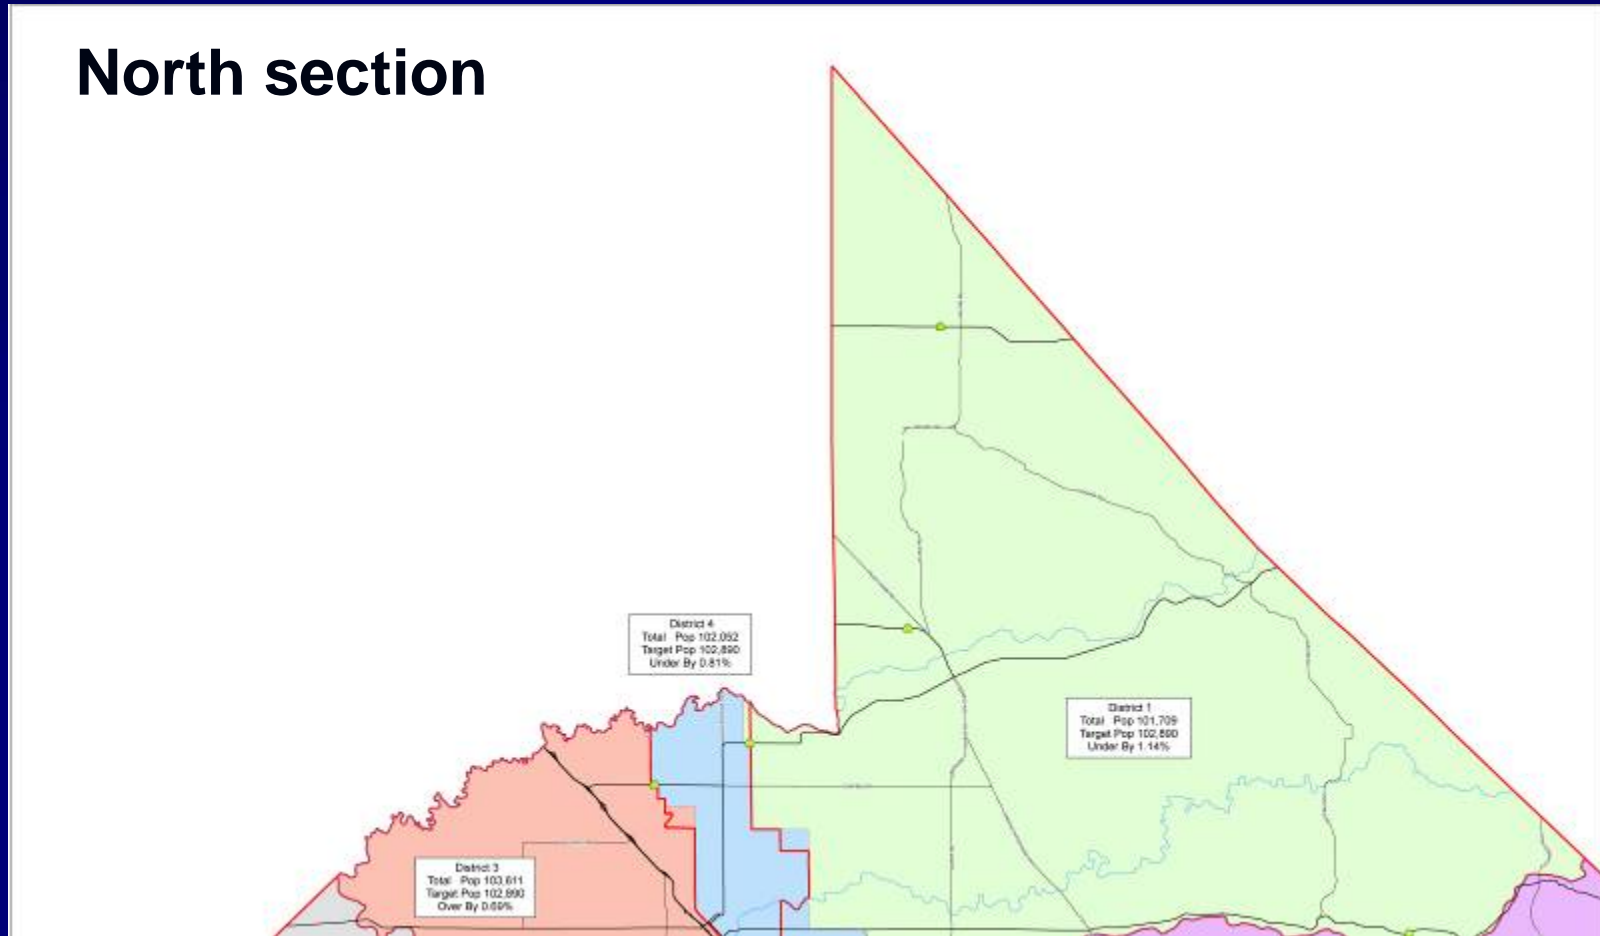 North section
District 4
Total Pop 102,052
Target Pop 102,890
Under By 0.81%
District 1
Total Pop 101,709
Target Pop 102,890
Under By 1.14%
District 3
Total Pop 103,611
Target Pop 102,890
Over By 0.69%